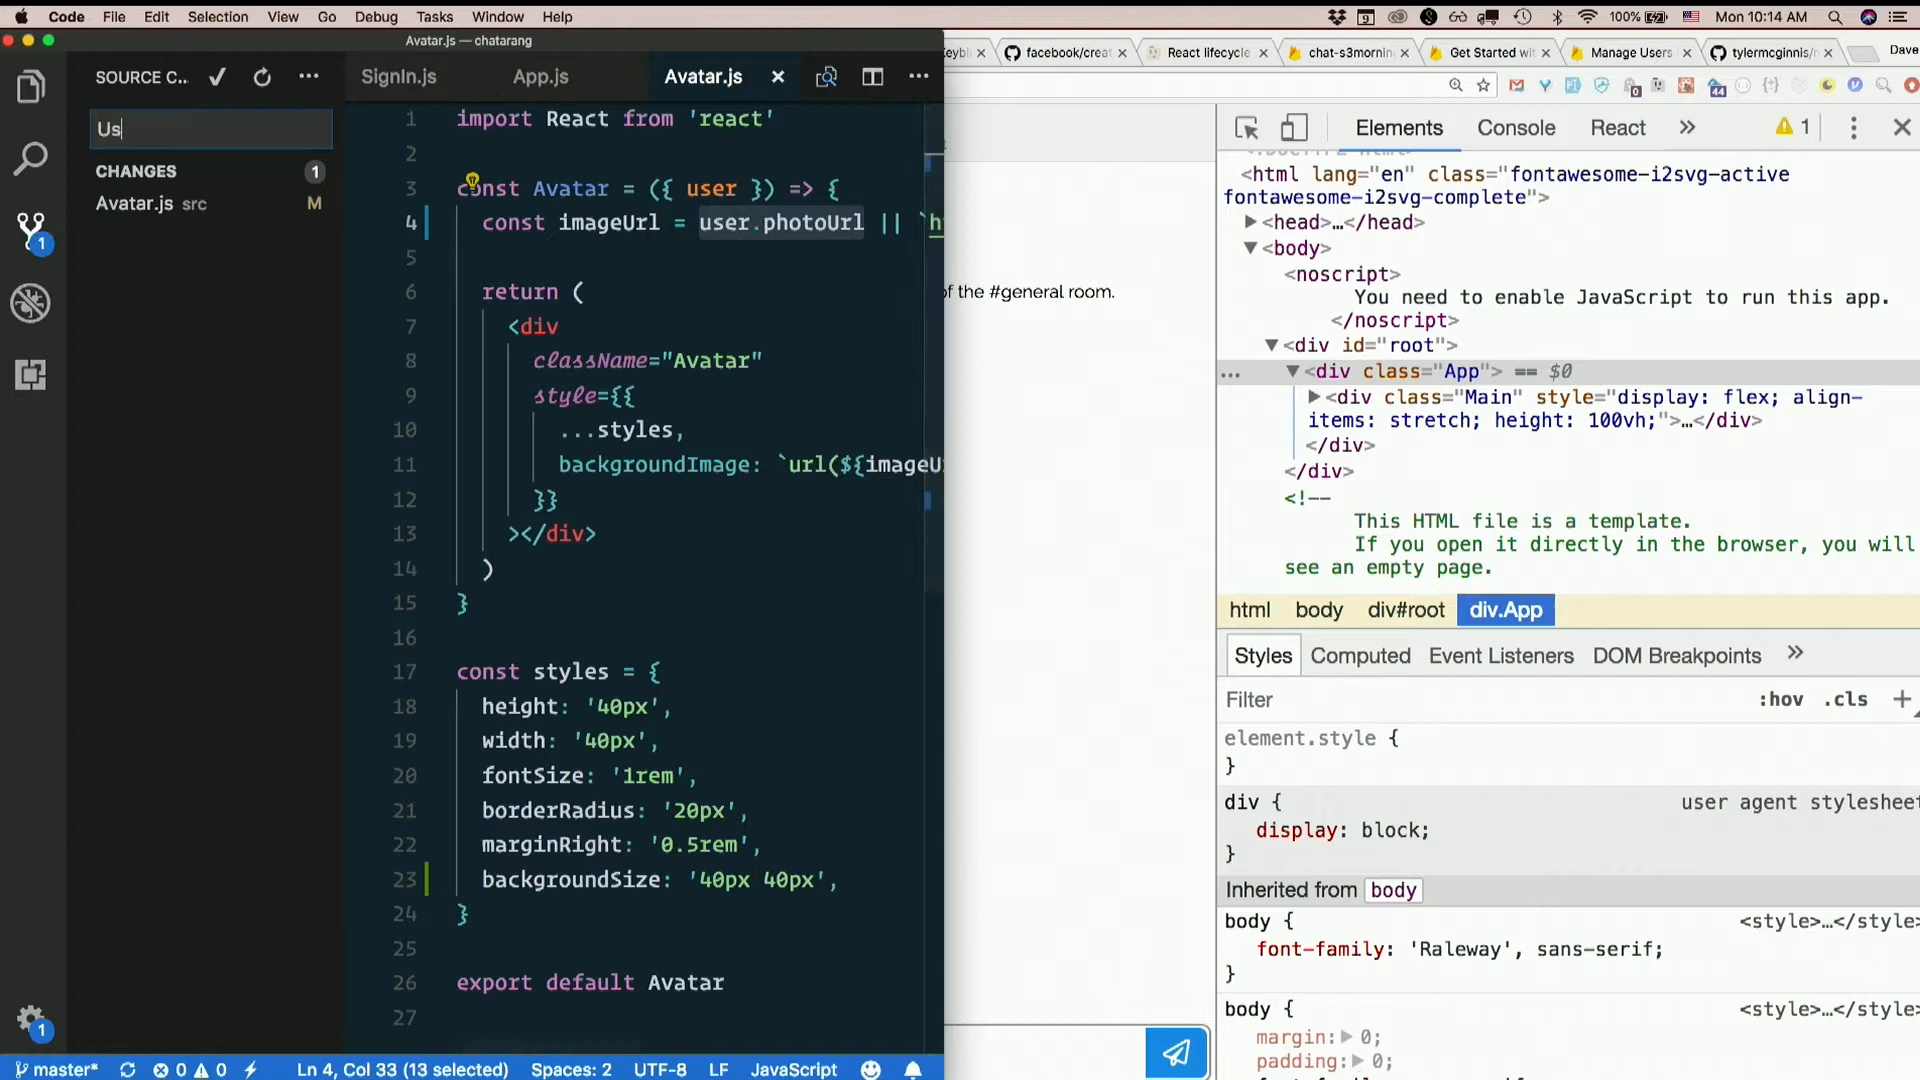 Code File Edit Selection View Go Debug Tasks Window Help
100% Mon 10:14 AM
Avatar.js — chatarang
facebook/creat
React lifecycle
chat-s3mornin
Get Started wit
Manage Users
tylermcginnis/r
Dave
SOURCE C...
SignIn.js App.js Avatar.js
Us
CHANGES 1
Avatar.js src M
1
1
1 import React from 'react'
2
3 const Avatar = ({ user }) => {
4 const imageUrl = user.photoUrl || `h
5
6 return (
7 <div
8 className="Avatar"
9 style={{
10 ...styles,
11 backgroundImage: `url(${imageU
12 }}
13 ></div>
14 )
15 }
16
17 const styles = {
18 height: '40px',
19 width: '40px',
20 fontSize: '1rem',
21 borderRadius: '20px',
22 marginRight: '0.5rem',
23 backgroundSize: '40px 40px',
24 }
25
26 export default Avatar
27
master* 0 0 Ln 4, Col 33 (13 selected) Spaces: 2 UTF-8 LF JavaScript
of the #general room.
Elements Console React » 1
<html lang="en" class="fontawesome-i2svg-active
fontawesome-i2svg-complete">
<head>…</head>
<body>
<noscript>
You need to enable JavaScript to run this app.
</noscript>
<div id="root">
… <div class="App"> == $0
<div class="Main" style="display: flex; align-
items: stretch; height: 100vh;">…</div>
</div>
</div>
<!--
This HTML file is a template.
If you open it directly in the browser, you will
see an empty page.
html body div#root div.App
Styles Computed Event Listeners DOM Breakpoints »
Filter :hov .cls +
element.style {
}
div { user agent stylesheet
display: block;
}
Inherited from body
body { <style>…</style>
font-family: 'Raleway', sans-serif;
}
body { <style>…</style>
margin: 0;
padding: 0;